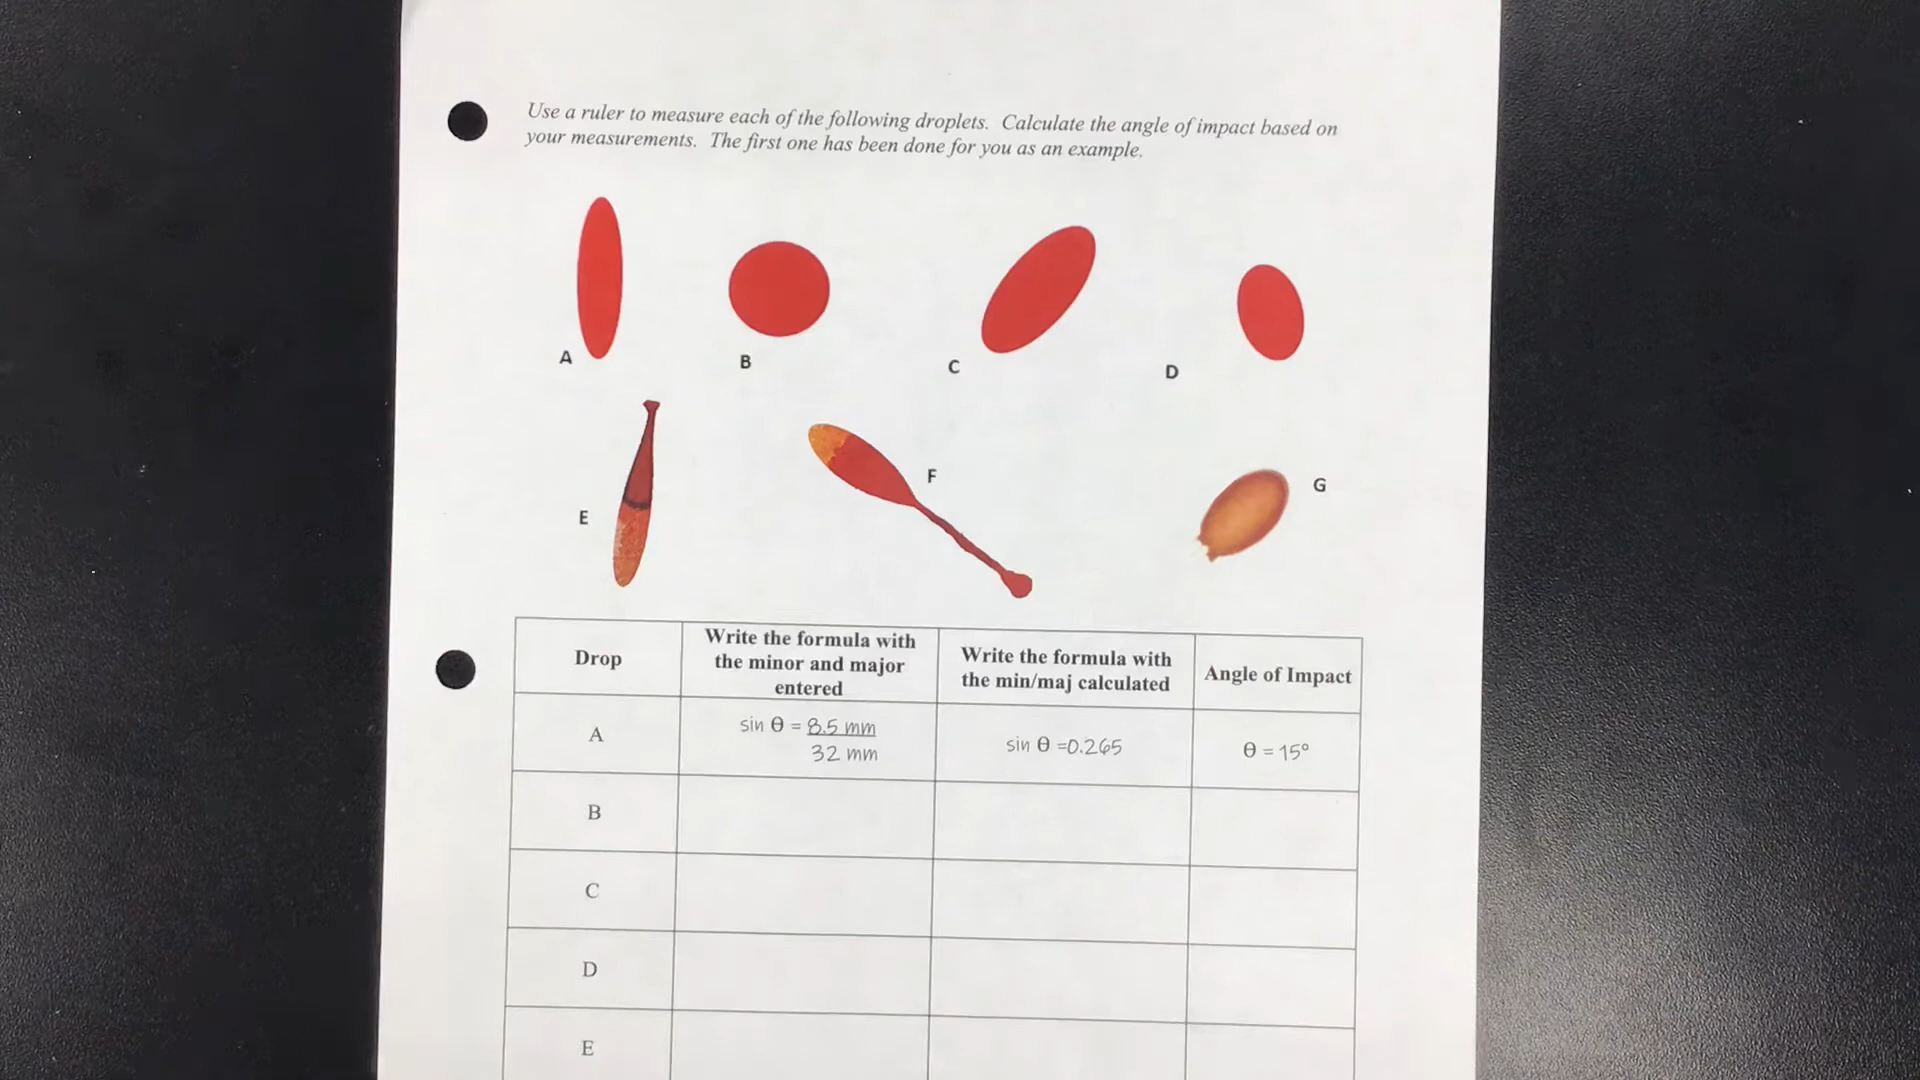 Use a ruler to measure each of the following droplets. Calculate the angle of impact based on
your measurements. The first one has been done for you as an example.
A
B
C
D
E
F
G
Drop
Write the formula with
the minor and major
entered
Write the formula with
the min/maj calculated
Angle of Impact
A
sin θ = 8.5 mm
32 mm
sin θ =0.265
θ = 15°
B
C
D
E